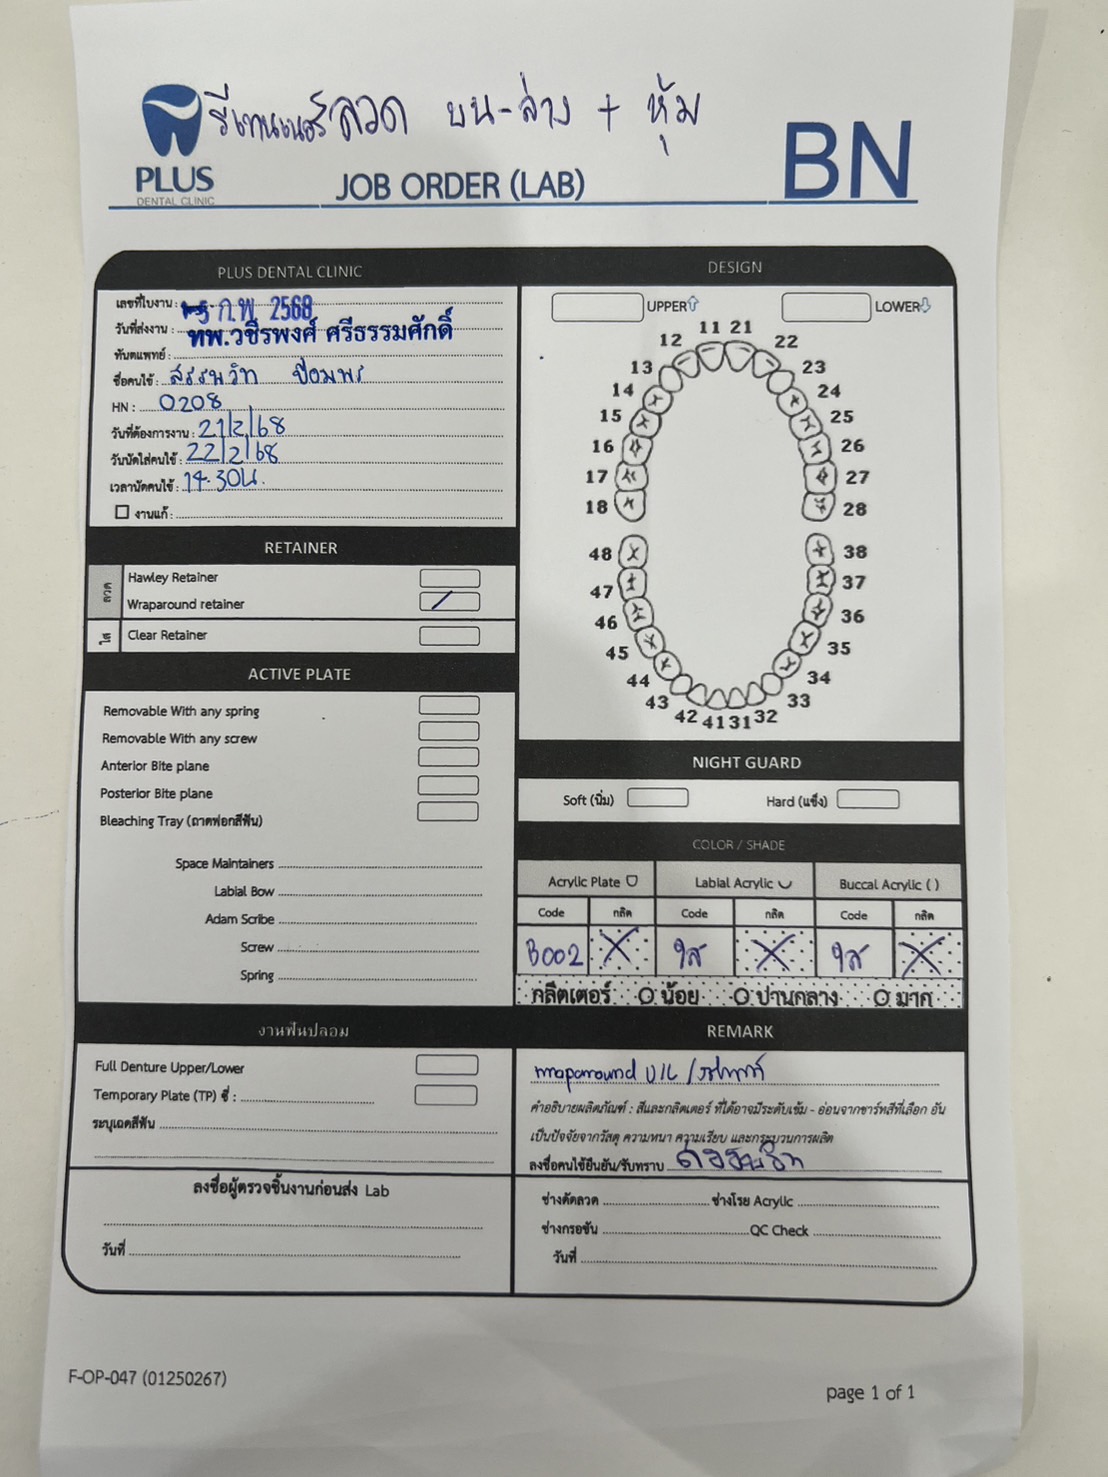 รีเทนเนอร์ลวด บน-ล่าง + หุ้ม
PLUS
DENTAL CLINIC
JOB ORDER (LAB)
BN
PLUS DENTAL CLINIC
เลขที่ใบงาน :
5 ก.พ. 2568
วันที่ส่งงาน :
ทพ.วชิรพงศ์ ศรีธรรมศักดิ์
ทันตแพทย์ :
ชื่อคนไข้ : สรรพวิท
HN : 0208
วันที่ต้องการงาน : 21/2/68
วันนัดใส่คนไข้ : 22/2/68
เวลานัดคนไข้ : 14.30น.
งานแก้ :
RETAINER
ลวด
Hawley Retainer
Wraparound retainer /
ใส
Clear Retainer
ACTIVE PLATE
Removable With any spring
Removable With any screw
Anterior Bite plane
Posterior Bite plane
Bleaching Tray (ถาดฟอกสีฟัน)
Space Maintainers
Labial Bow
Adam Scribe
Screw
Spring
งานฟันปลอม
Full Denture Upper/Lower
Temporary Plate (TP) ซี่ :
ระบุเฉดสีฟัน
ลงชื่อผู้ตรวจชิ้นงานก่อนส่ง Lab
วันที่
DESIGN
UPPER LOWER
11 21
12 22
13 23
14 24
15 25
16 26
17 27
18 28
48 38
47 37
46 36
45 35
44 34
43 33
42 41 31 32
NIGHT GUARD
Soft (นิ่ม) Hard (แข็ง)
COLOR / SHADE
Acrylic Plate Labial Acrylic Buccal Acrylic ( )
Code กลิต Code กลิต Code กลิต
B002 ใส ใส
กลิตเตอร์ : น้อย ปานกลาง มาก
REMARK
wraparound U/L /
คำอธิบายผลิตภัณฑ์ : สีและกลิตเตอร์ ที่ได้อาจมีระดับเข้ม - อ่อนจากชาร์ทสีที่เลือก อัน
เป็นปัจจัยจากวัสดุ ความหนา ความเรียบ และกระบวนการผลิต
ลงชื่อคนไข้ยืนยัน/รับทราบ
ช่างดัดลวด ช่างโรย Acrylic
ช่างกรอขัน QC Check
วันที่
F-OP-047 (01250267)
page 1 of 1